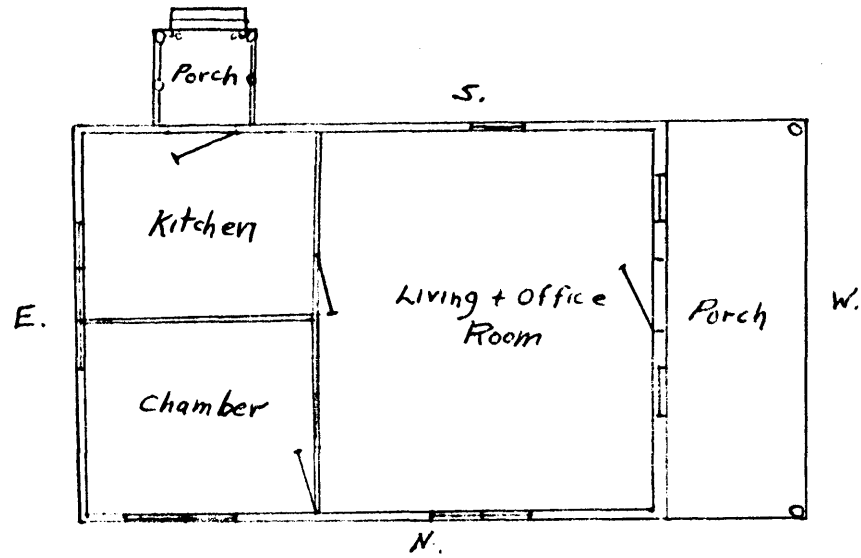 Porch
S.
Kitchen
Living + Office
Room
E.
Porch
W.
Chamber
N.